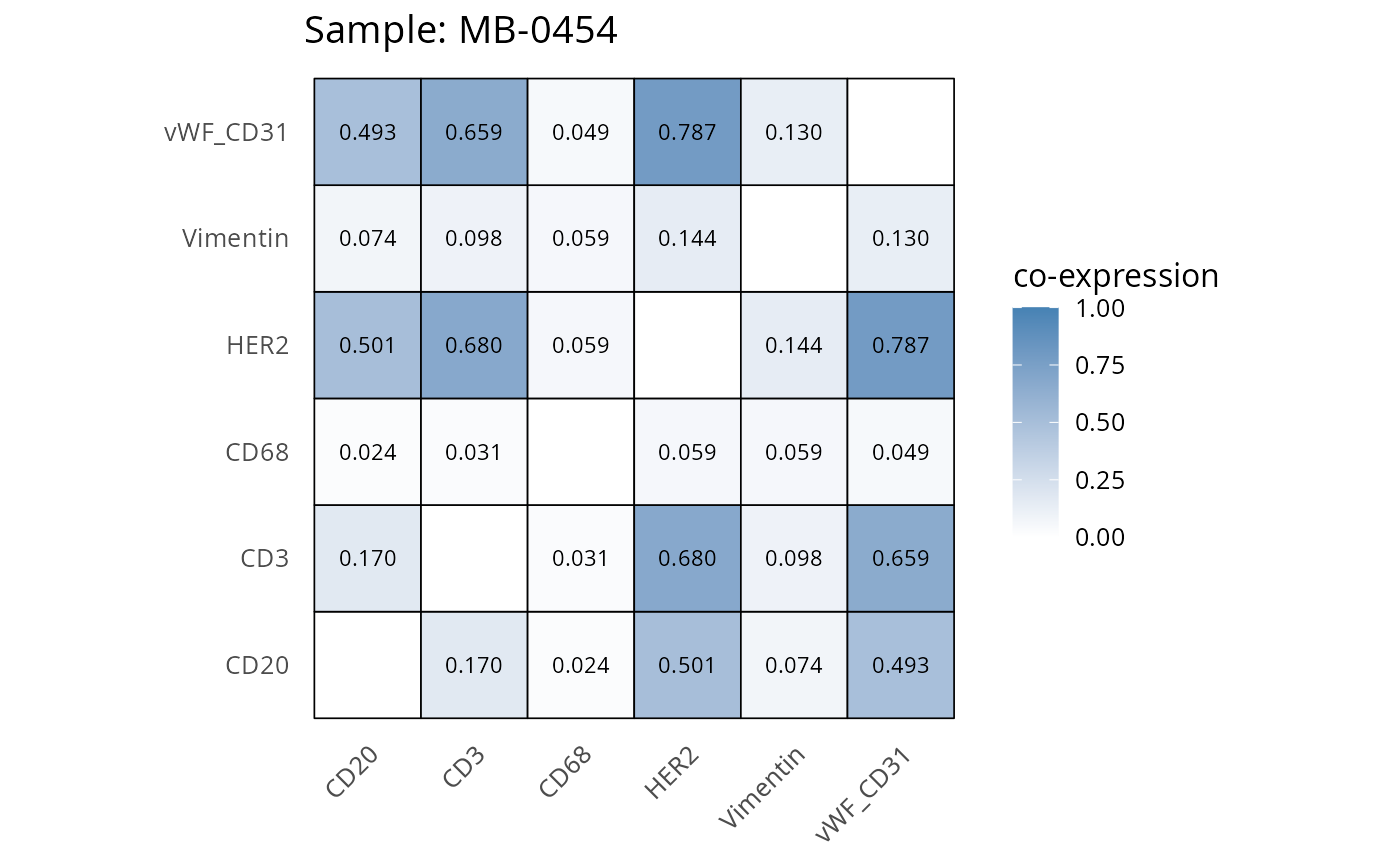 Sample: MB-0454
vWF_CD31 0.493 0.659 0.049 0.787 0.130
Vimentin 0.074 0.098 0.059 0.144 0.130
HER2 0.501 0.680 0.059 0.144 0.787
CD68 0.024 0.031 0.059 0.059 0.049
CD3 0.170 0.031 0.680 0.098 0.659
CD20 0.170 0.024 0.501 0.074 0.493
CD20 CD3 CD68 HER2 Vimentin vWF_CD31
co-expression
1.00
0.75
0.50
0.25
0.00